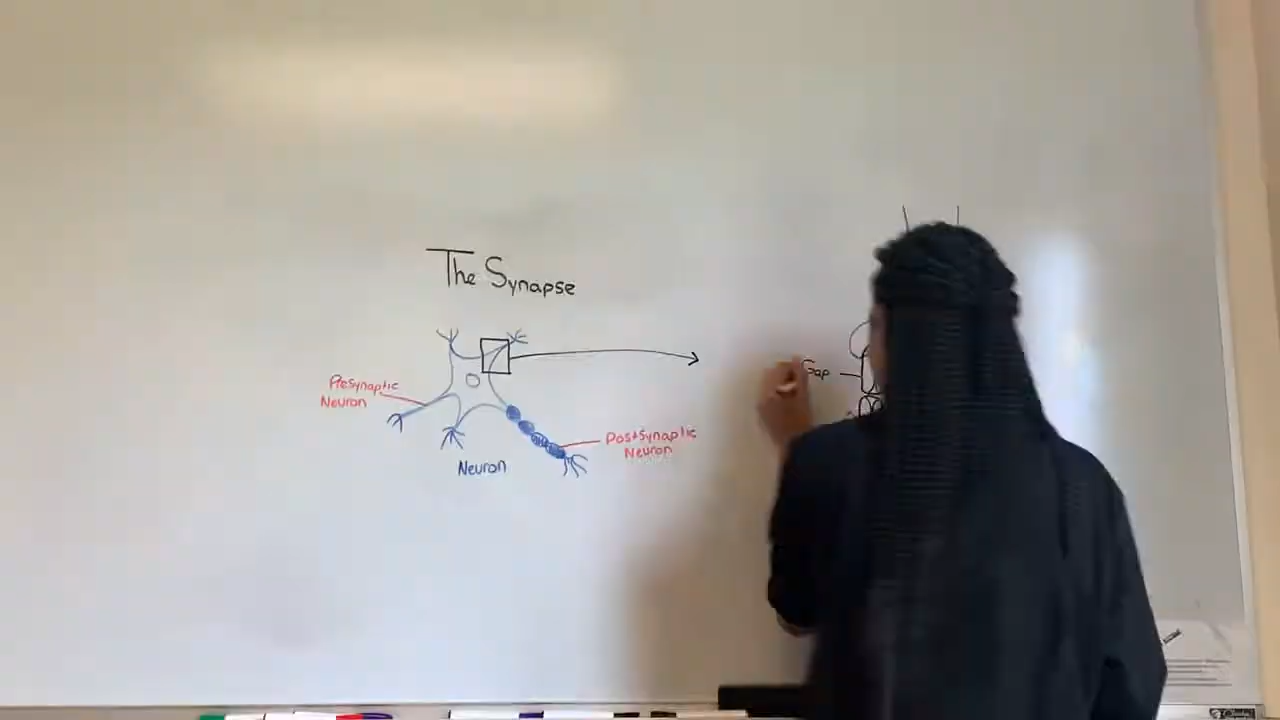 The Synapse
Presynaptic
Neuron
Postsynaptic
Neuron
Neuron
Gap